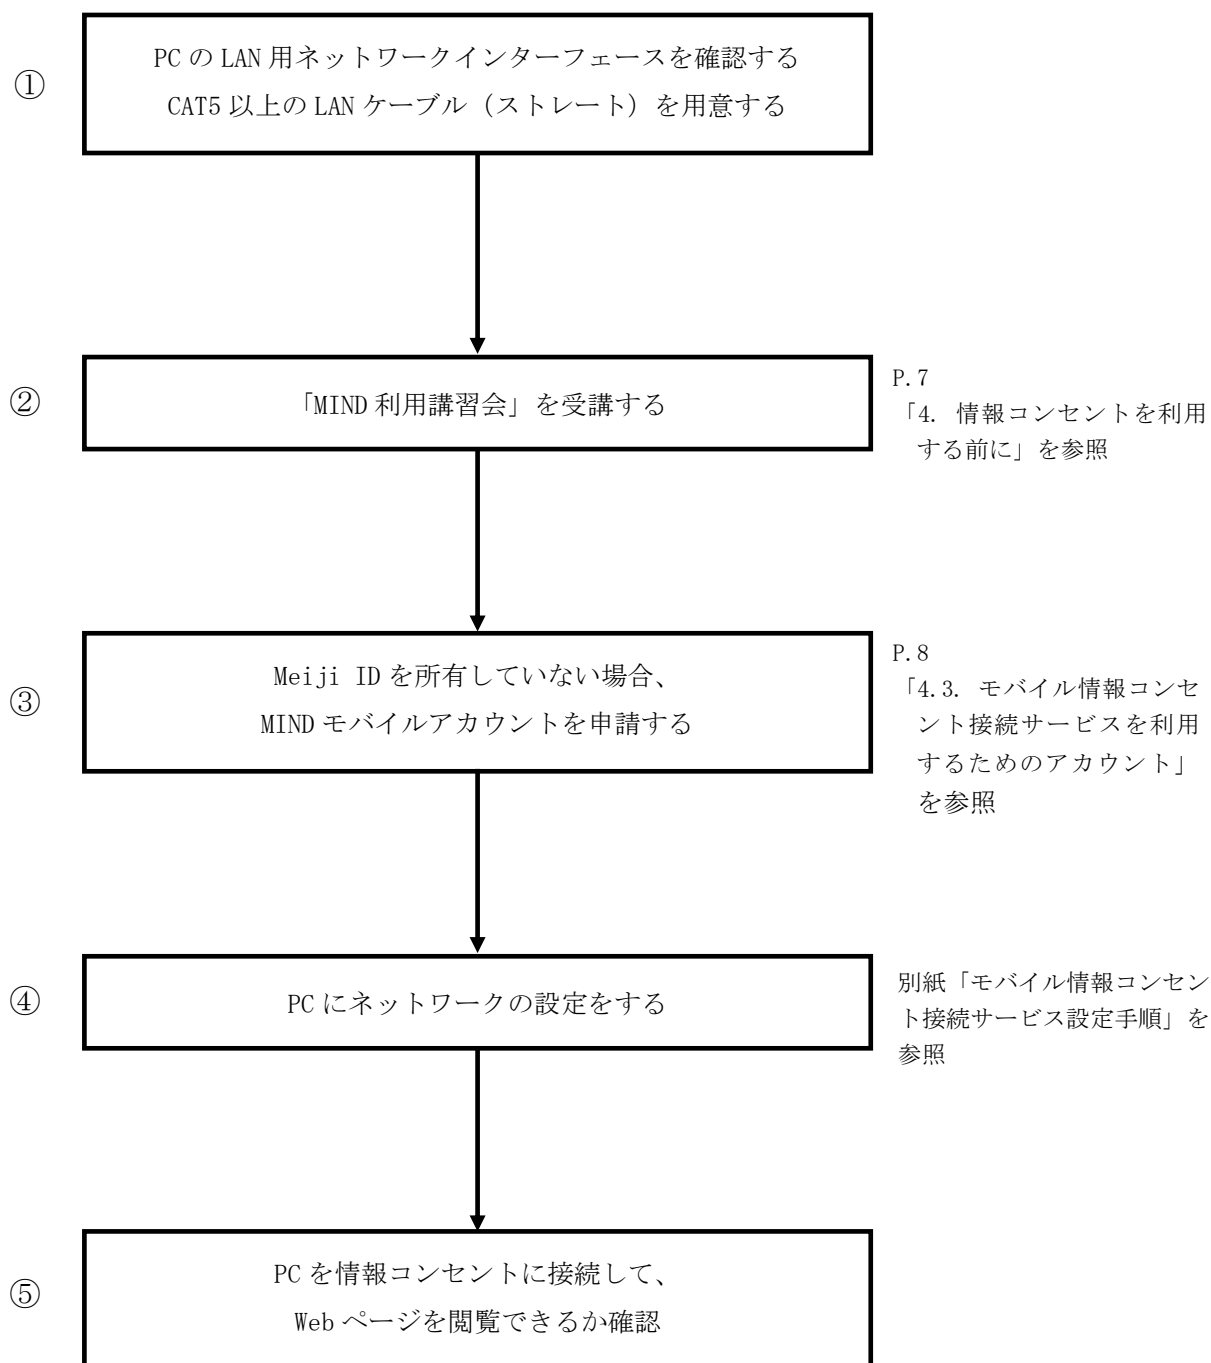 ①
PCのLAN用ネットワークインターフェースを確認する
CAT5以上のLANケーブル（ストレート）を用意する
②
「MIND利用講習会」を受講する
P.7
「4. 情報コンセントを利用
する前に」を参照
③
Meiji IDを所有していない場合、
MINDモバイルアカウントを申請する
P.8
「4.3. モバイル情報コンセ
ント接続サービスを利用
するためのアカウント」
を参照
④
PCにネットワークの設定をする
別紙「モバイル情報コンセン
ト接続サービス設定手順」を
参照
⑤
PCを情報コンセントに接続して、
Webページを閲覧できるか確認